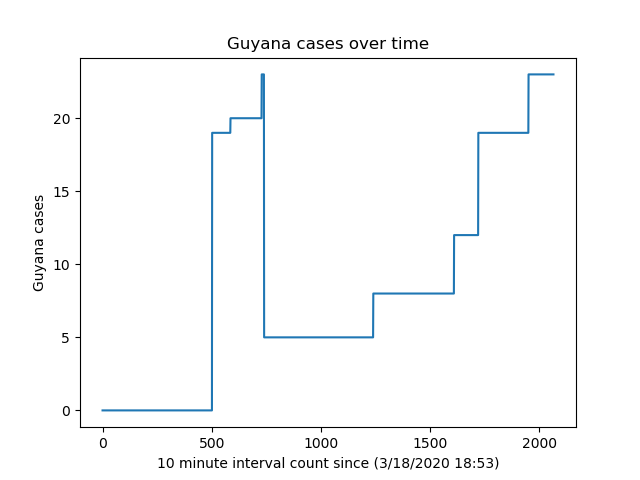 Guyana cases over time
Guyana cases
20
15
10
5
0
0 500 1000 1500 2000
10 minute interval count since (3/18/2020 18:53)